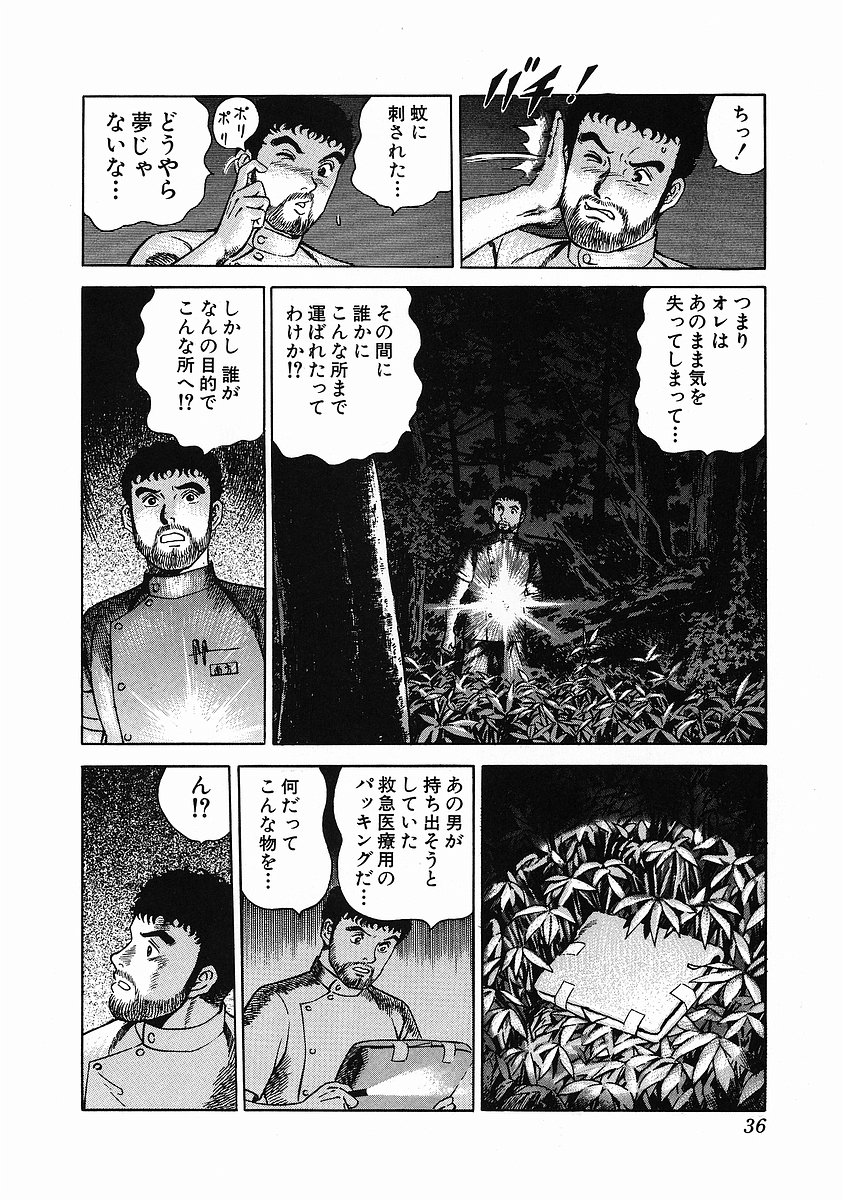 バチ!
ちっ!
蚊に
刺された…
ポリ
ポリ
どうやら
夢じゃ
ないな…
つまり
オレは
あのまま気を
失ってしまって…
その間に
誰かに
こんな所まで
運ばれたって
わけか!?
しかし 誰が
なんの目的で
こんな所へ!?
南方
あの男が
持ち出そうと
していた
救急医療用の
パッキングだ…
何だって
こんな物を…
ん!?
36